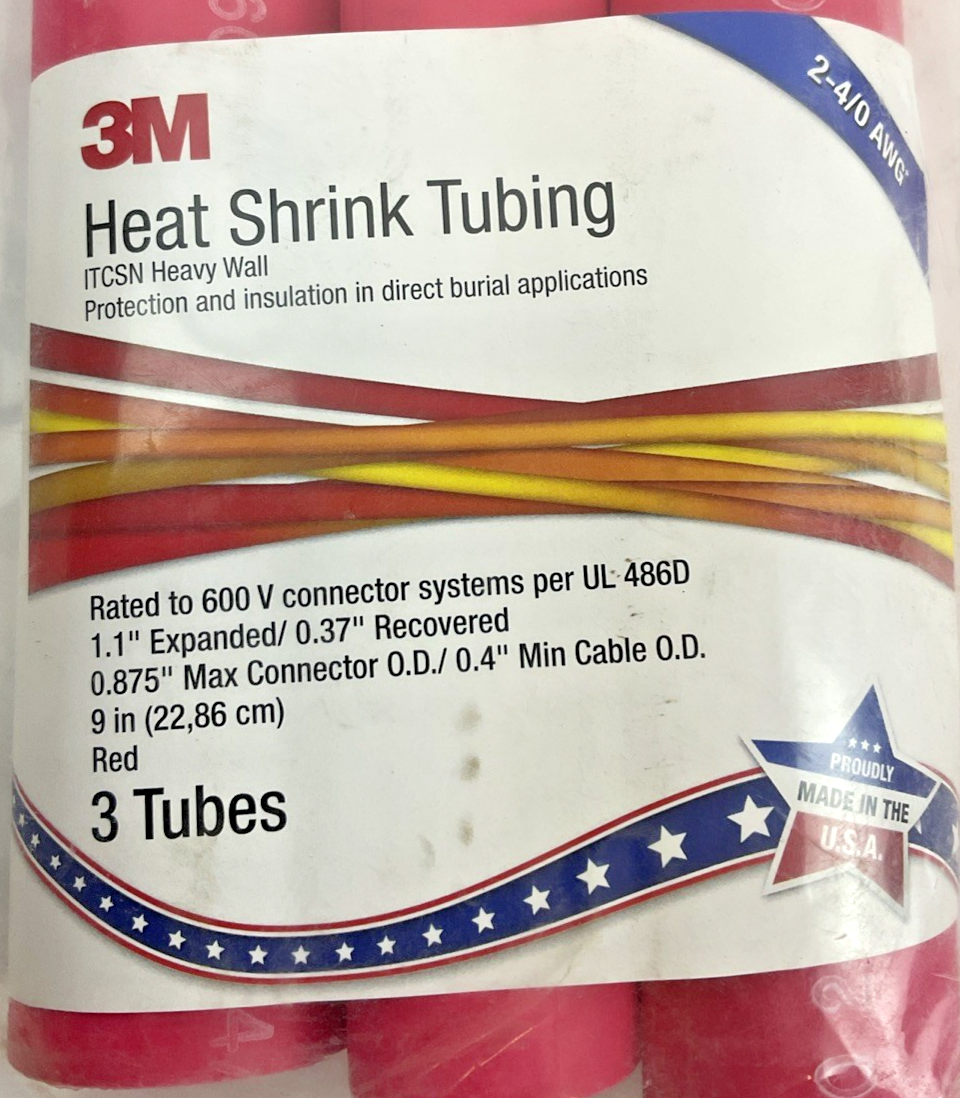 3M
2-4/0 AWG
Heat Shrink Tubing
ITCSN Heavy Wall
Protection and insulation in direct burial applications
Rated to 600 V connector systems per UL 486D
1.1" Expanded/ 0.37" Recovered
0.875" Max Connector O.D./ 0.4" Min Cable O.D.
9 in (22,86 cm)
Red
3 Tubes
PROUDLY
MADE IN THE
U.S.A.